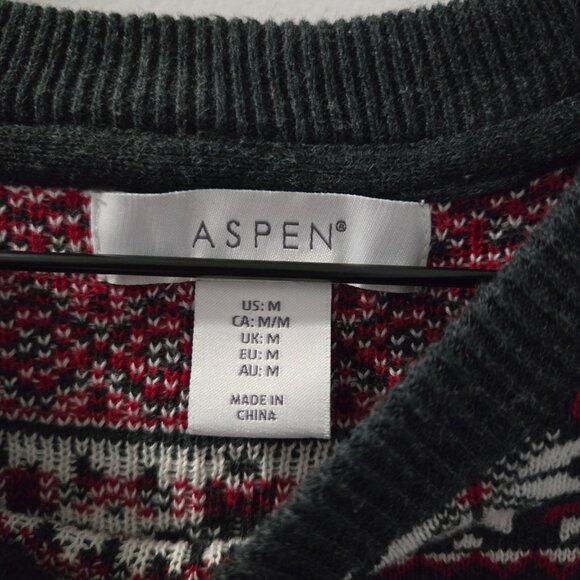 ASPEN®
US: M
CA: M/M
UK: M
EU: M
AU: M
MADE IN
CHINA